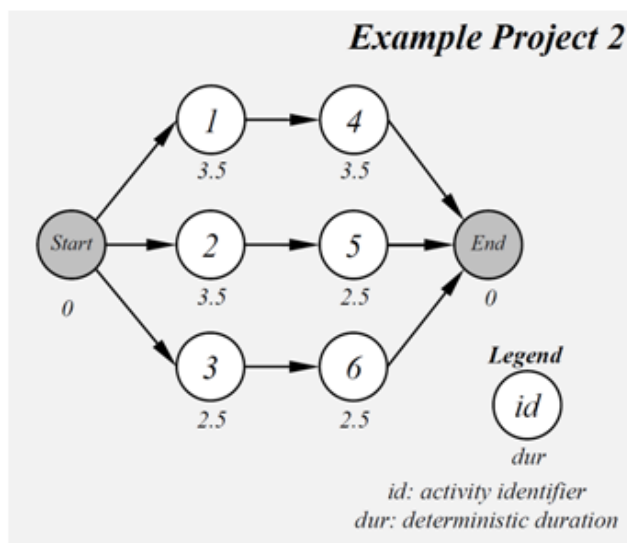 Example Project 2
1
4
3.5
3.5
Start
2
5
End
0
3.5
2.5
0
3
6
2.5
2.5
Legend
id
dur
id: activity identifier
dur: deterministic duration